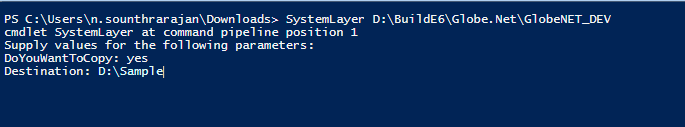 PS C:\Users\n.sounthrarajan\Downloads> SystemLayer D:\BuildE6\Globe.Net\GlobeNET_DEV
cmdlet SystemLayer at command pipeline position 1
Supply values for the following parameters:
DoYouWantToCopy: yes
Destination: D:\Sample